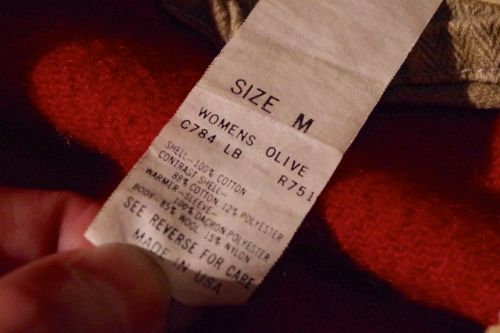 SIZE M
WOMENS OLIVE
C784 LB R751
SHELL-100% COTTON
CONTRAST SHELL-
88% COTTON 12% POLYESTER
WARMER-SLEEVE-
100% DACRON POLYESTER
BODY-85% WOOL 15% NYLON
SEE REVERSE FOR CARE
MADE IN USA